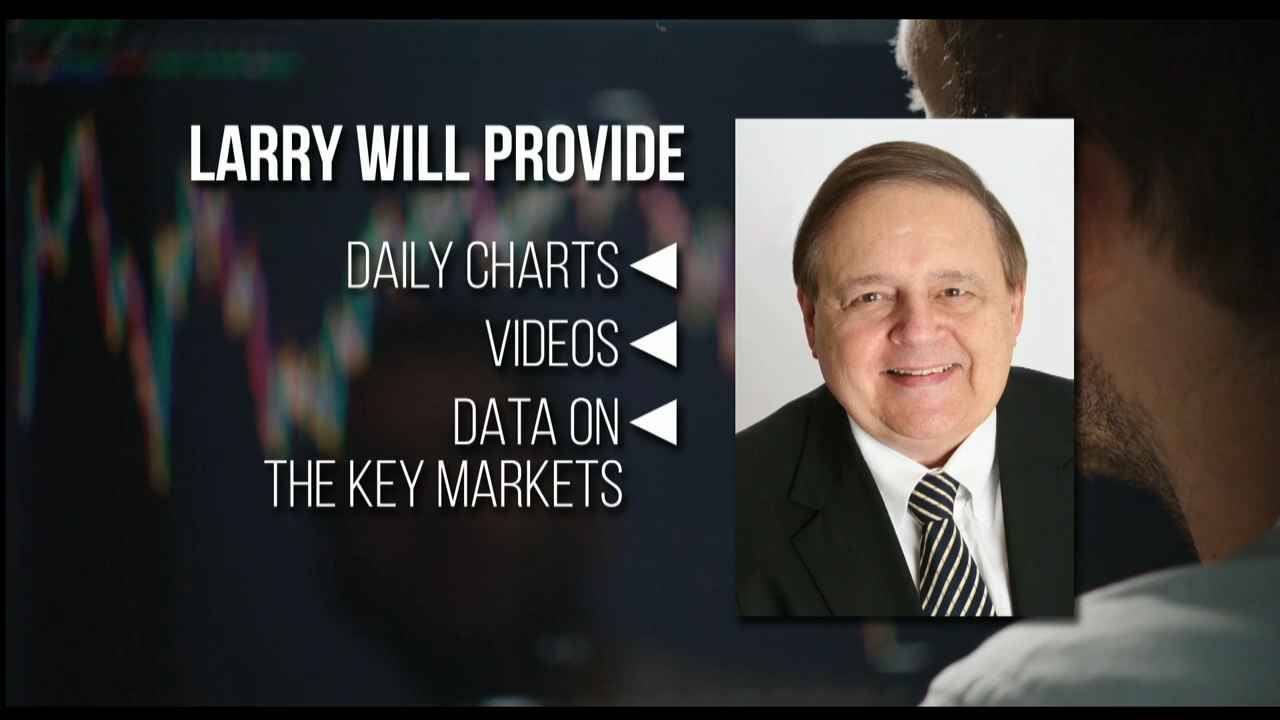 LARRY WILL PROVIDE
DAILY CHARTS
VIDEOS
DATA ON
THE KEY MARKETS